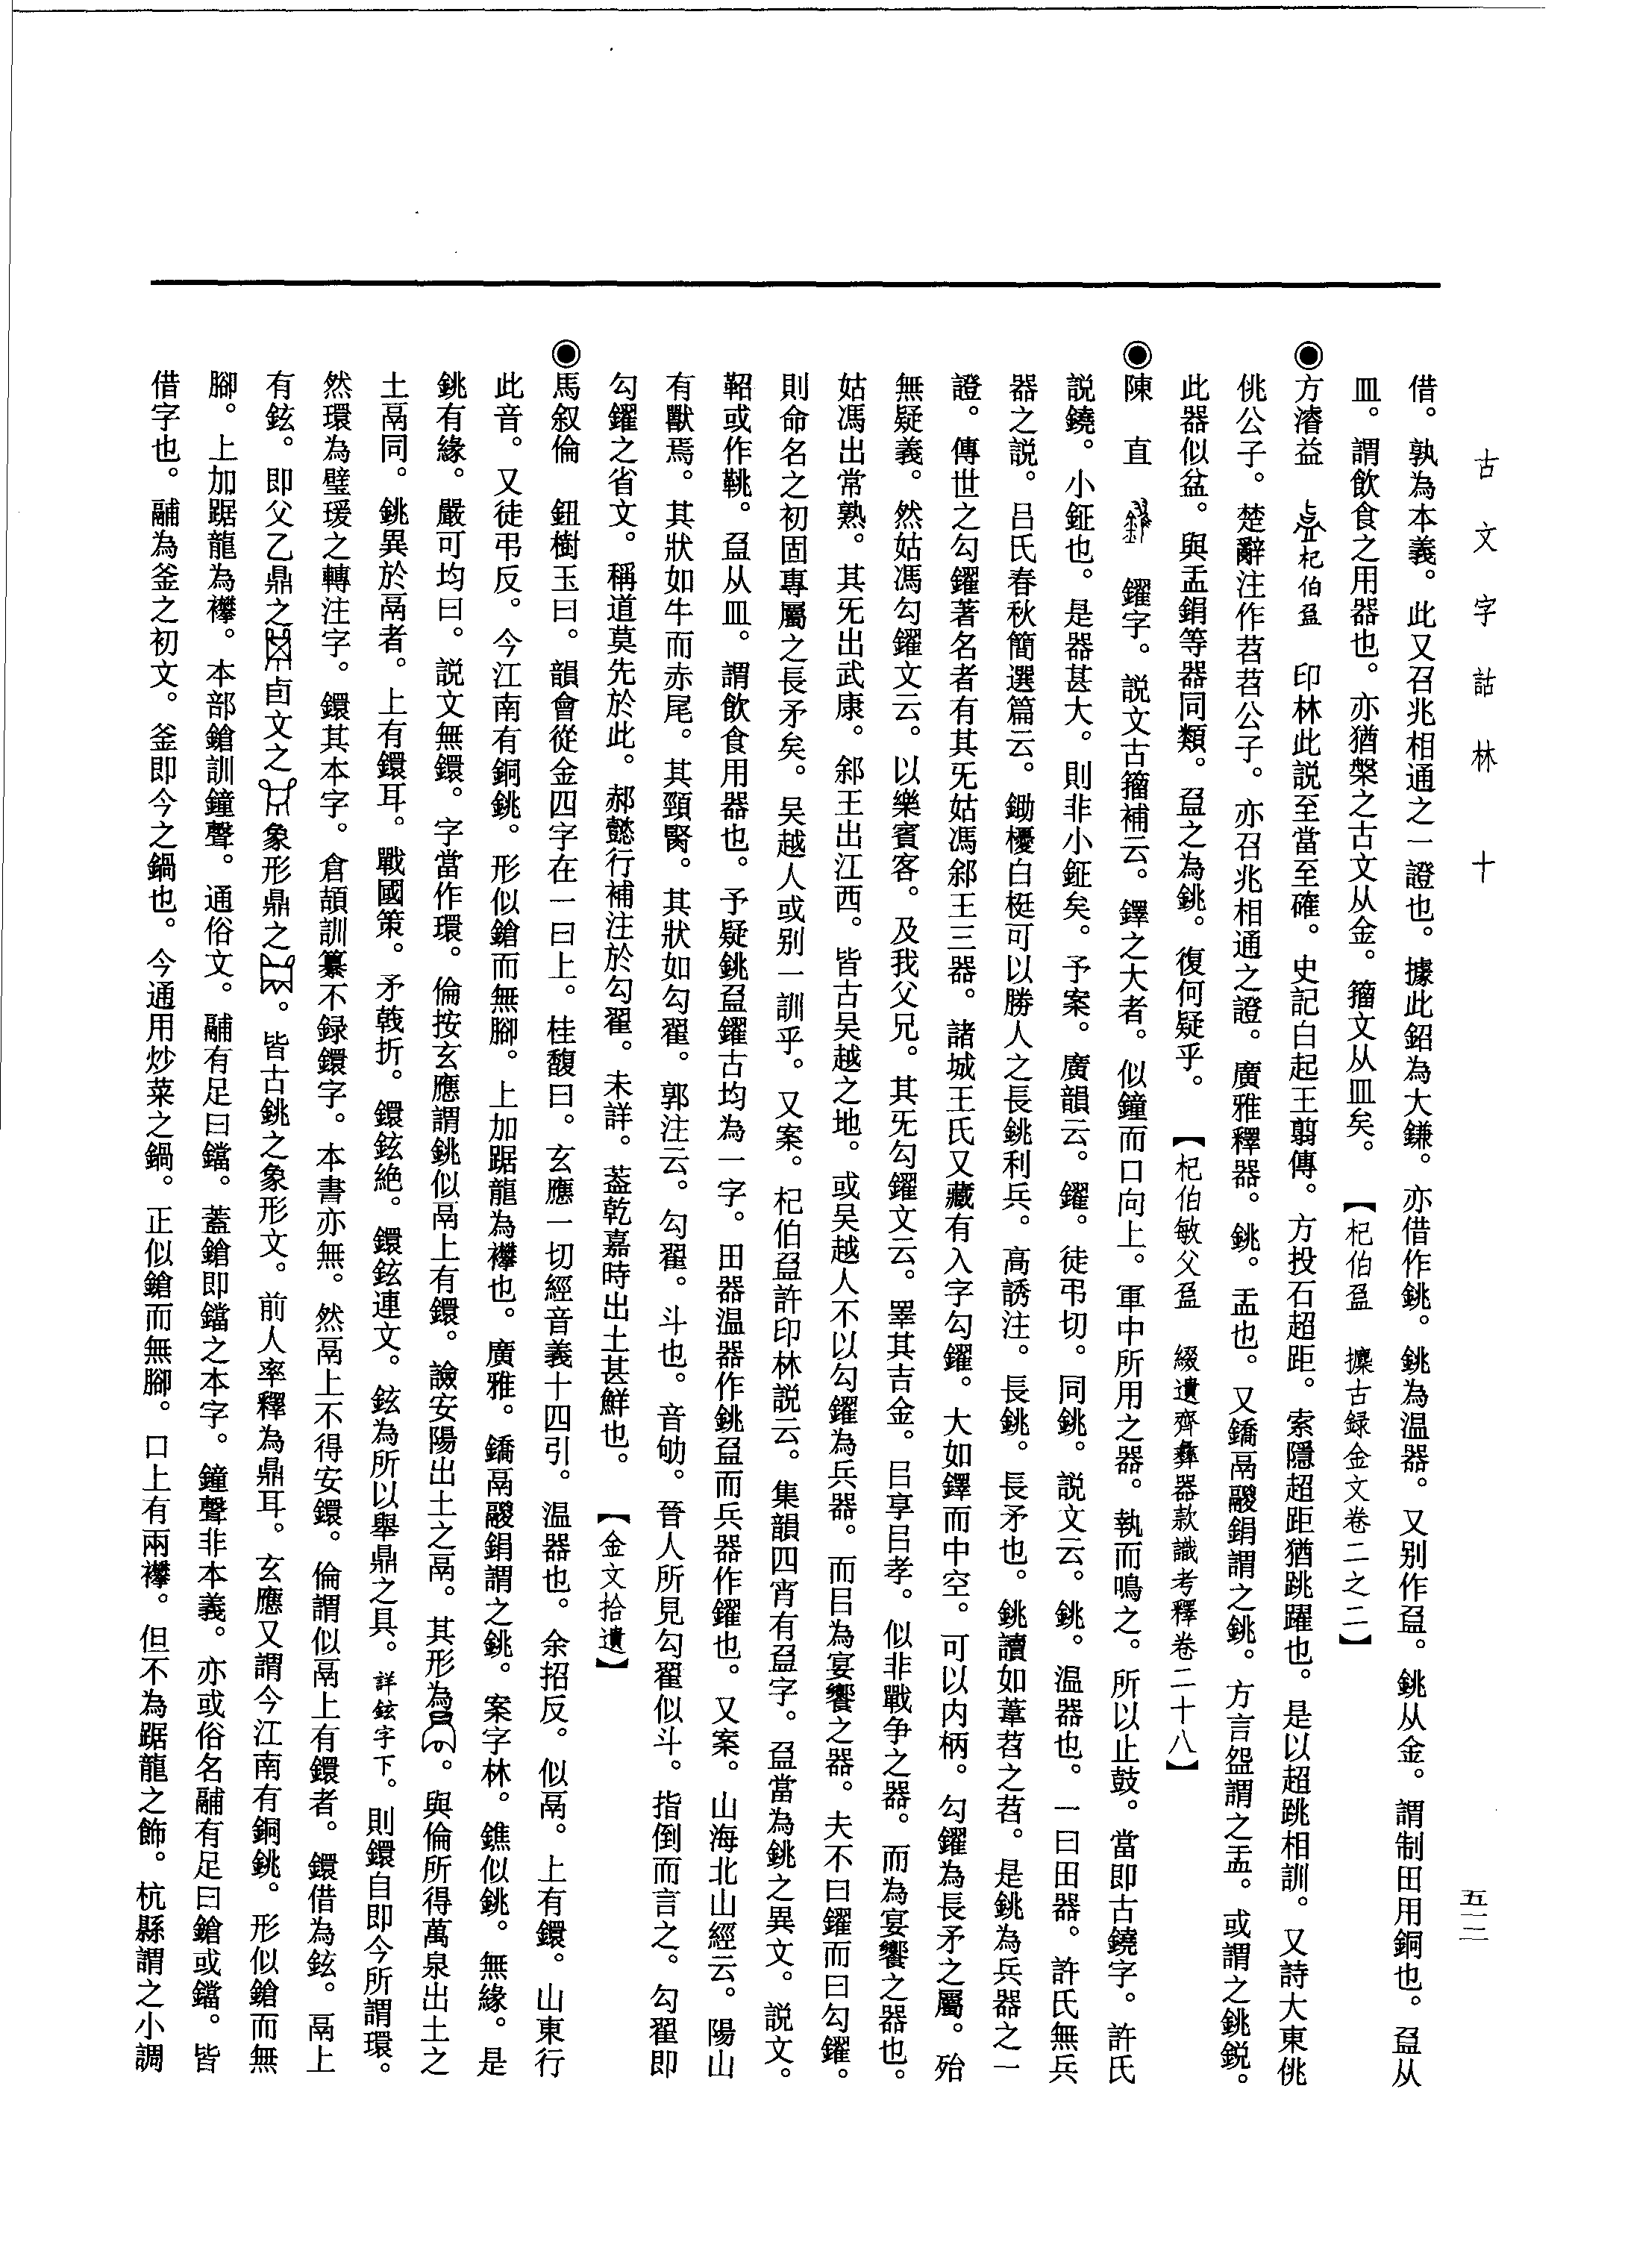 古文字詁林 十
五一二
借。孰為本義。此又召兆相通之一證也。據此鉊為大鎌。亦借作銚。銚為温器。又别作盄。銚从金。謂制田用銅也。盄从
皿。謂飲食之用器也。亦猶槃之古文从金。籀文从皿矣。【杞伯盄 攈古録金文卷二之二】
◉方濬益 杞伯盄 印林此説至當至確。史記白起王翦傳。方投石超距。索隱超距猶跳躍也。是以超跳相訓。又詩大東佻
佻公子。楚辭注作苕苕公子。亦召兆相通之證。廣雅釋器。銚。盂也。又鐈鬲鬷鋗謂之銚。方言盌謂之盂。或謂之銚鋭。
此器似盆。與盂鋗等器同類。盄之為銚。復何疑乎。【杞伯敏父盄 綴遺齊彝器款識考釋卷二十八】
◉陳 直 鑃字。説文古籀補云。鐸之大者。似鐘而口向上。軍中所用之器。執而鳴之。所以止鼓。當即古鐃字。許氏
説鐃。小鉦也。是器甚大。則非小鉦矣。予案。廣韻云。鑃。徒弔切。同銚。説文云。銚。温器也。一曰田器。許氏無兵
器之説。吕氏春秋簡選篇云。鋤櫌白梃可以勝人之長銚利兵。高誘注。長銚。長矛也。銚讀如葦苕之苕。是銚為兵器之一
證。傳世之勾鑃著名者有其旡姑馮䣄王三器。諸城王氏又藏有入字勾鑃。大如鐸而中空。可以内柄。勾鑃為長矛之屬。殆
無疑義。然姑馮勾鑃文云。以樂賓客。及我父兄。其旡勾鑃文云。睪其吉金。㠯享㠯孝。似非戰争之器。而為宴饗之器也。
姑馮出常熟。其旡出武康。䣄王出江西。皆古吴越之地。或吴越人不以勾鑃為兵器。而㠯為宴饗之器。夫不曰鑃而曰勾鑃。
則命名之初固專屬之長矛矣。吴越人或别一訓乎。又案。杞伯盄許印林説云。集韻四宵有盄字。盄當為銚之異文。説文。
鞀或作鞉。盄从皿。謂飲食用器也。予疑銚盄鑃古均為一字。田器温器作銚盄而兵器作鑃也。又案。山海北山經云。陽山
有獸焉。其狀如牛而赤尾。其頸䏰。其狀如勾瞿。郭注云。勾瞿。斗也。音劬。晉人所見勾瞿似斗。指倒而言之。勾瞿即
勾鑃之省文。稱道莫先於此。郝懿行補注於勾瞿。未詳。葢乾嘉時出土甚鮮也。【金文拾遺】
◉馬叙倫 鈕樹玉曰。韻會從金四字在一曰上。桂馥曰。玄應一切經音義十四引。温器也。余招反。似鬲。上有鐶。山東行
此音。又徒弔反。今江南有銅銚。形似鎗而無腳。上加踞龍為襻也。廣雅。鐈鬲鬷鋗謂之銚。案字林。鐎似銚。無緣。是
銚有緣。嚴可均曰。説文無鐶。字當作環。倫按玄應謂銚似鬲上有鐶。諗安陽出土之鬲。其形為。與倫所得萬泉出土之
土鬲同。銚異於鬲者。上有鐶耳。戰國策。矛戟折。鐶鉉絶。鐶鉉連文。鉉為所以舉鼎之具。詳鉉字下。則鐶自即今所謂環。
然環為璧瑗之轉注字。鐶其本字。倉頡訓纂不録鐶字。本書亦無。然鬲上不得安鐶。倫謂似鬲上有鐶者。鐶借為鉉。鬲上
有鉉。即父乙鼎之卣文之象形鼎之。皆古銚之象形文。前人率釋為鼎耳。玄應又謂今江南有銅銚。形似鎗而無
腳。上加踞龍為襻。本部鎗訓鐘聲。通俗文。鬴有足曰鐺。蓋鎗即鐺之本字。鐘聲非本義。亦或俗名鬴有足曰鎗或鐺。皆
借字也。鬴為釜之初文。釜即今之鍋也。今通用炒菜之鍋。正似鎗而無腳。口上有兩襻。但不為踞龍之飾。杭縣謂之小調